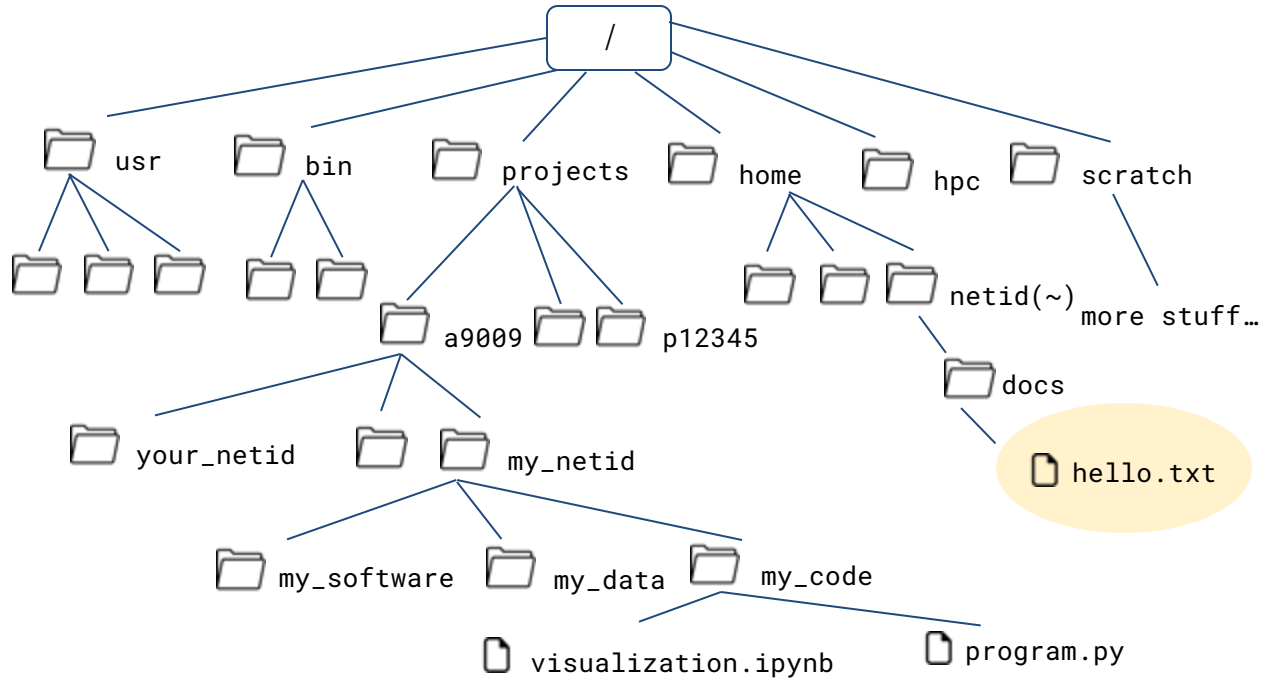 /
usr
bin
projects
home
hpc
scratch
netid(~)
more stuff…
a9009
p12345
docs
your_netid
my_netid
hello.txt
my_software
my_data
my_code
visualization.ipynb
program.py